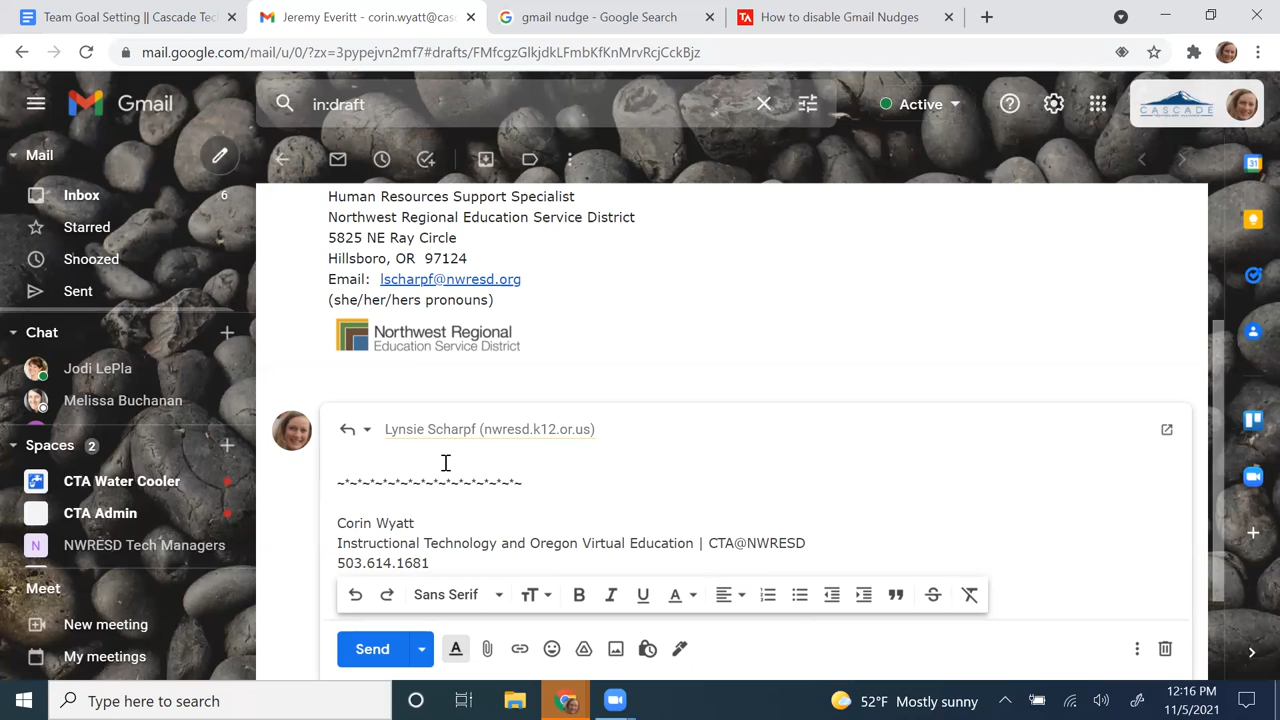 Team Goal Setting || Cascade Tec
Jeremy Everitt - corin.wyatt@casc
gmail nudge - Google Search
TA
How to disable Gmail Nudges
mail.google.com/mail/u/0/?zx=3pypejvn2mf7#drafts/FMfcgzGlkjdkLFmbKfKnMrvRcjCckBjz
Gmail
in:draft
Active
CASCADE
Mail
Inbox
6
Starred
Snoozed
Sent
Chat
Jodi LePla
Melissa Buchanan
Spaces
2
CTA Water Cooler
CTA Admin
N
NWRESD Tech Managers
Meet
New meeting
My meetings
Human Resources Support Specialist
Northwest Regional Education Service District
5825 NE Ray Circle
Hillsboro, OR 97124
Email: lscharpf@nwresd.org
(she/her/hers pronouns)
Northwest Regional
Education Service District
Lynsie Scharpf (nwresd.k12.or.us)
~*~*~*~*~*~*~*~*~*~*~*~*~*~*~
Corin Wyatt
Instructional Technology and Oregon Virtual Education | CTA@NWRESD
503.614.1681
Sans Serif
Send
31
Type here to search
52°F Mostly sunny
12:16 PM
11/5/2021